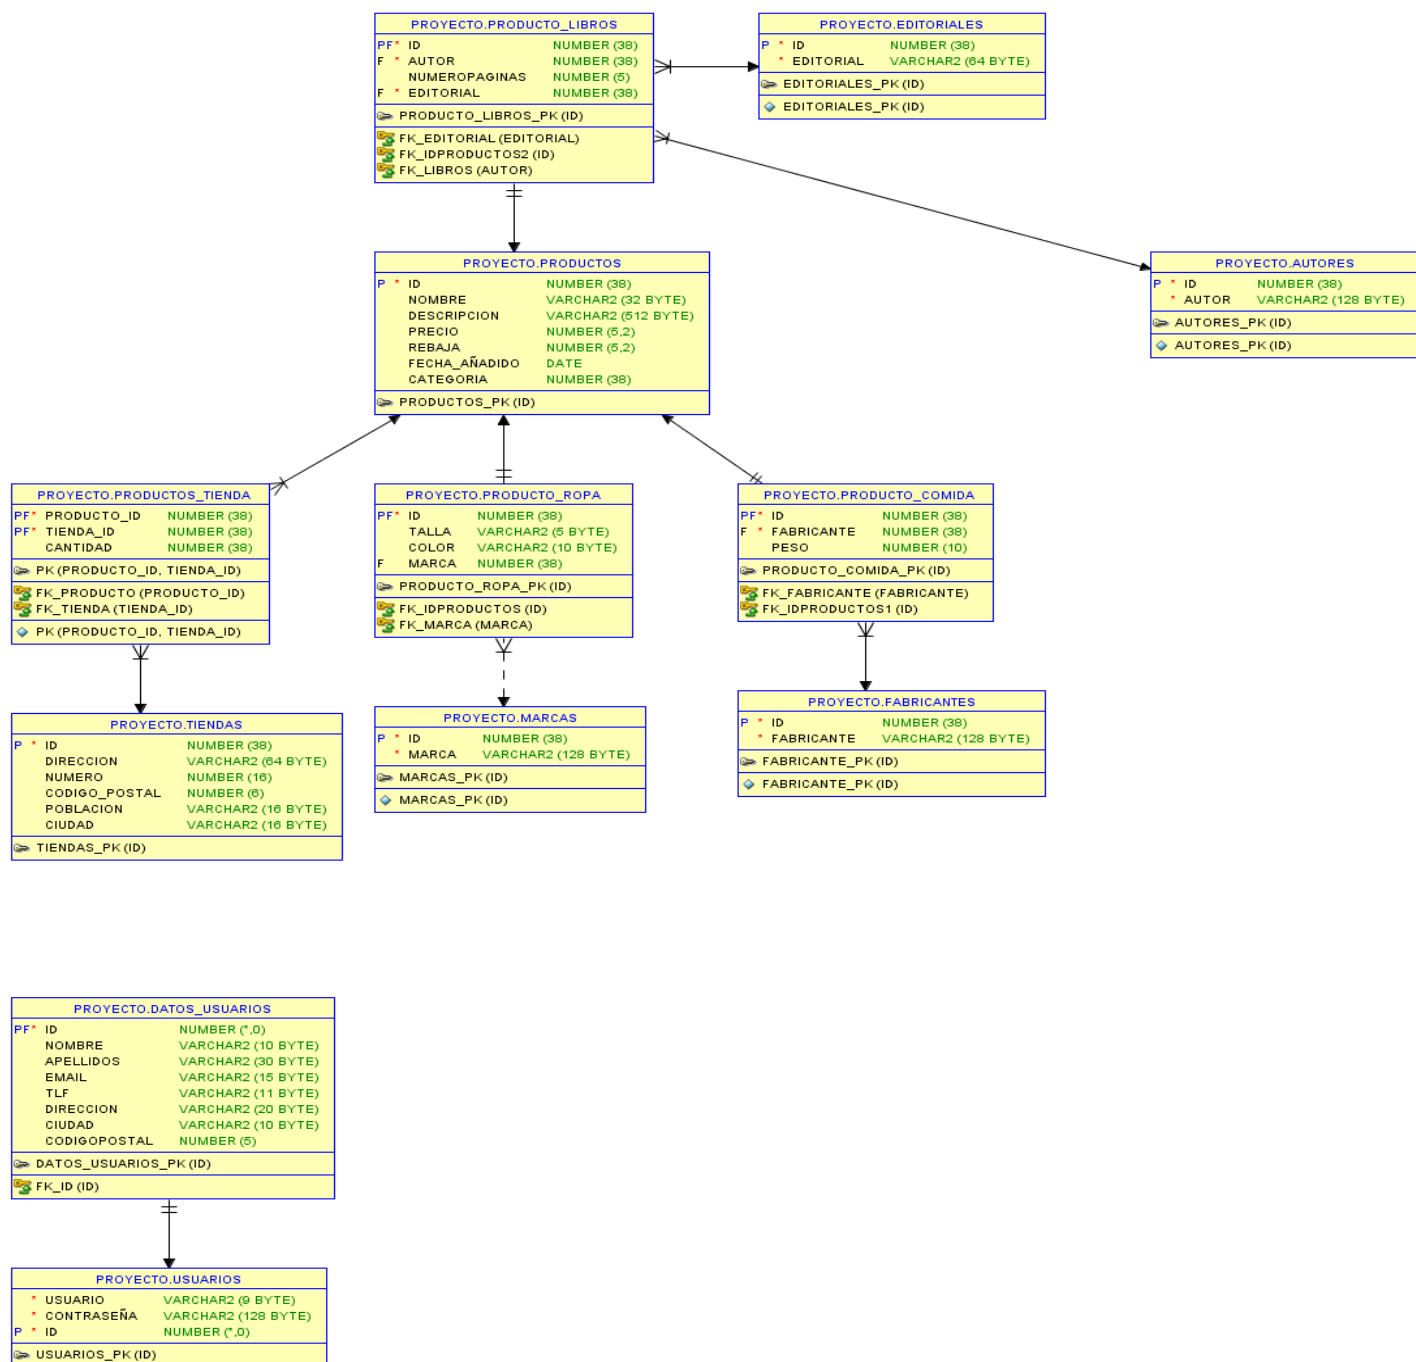 PROYECTO.PRODUCTO_LIBROS
PF* ID NUMBER (38)
F * AUTOR NUMBER (38)
NUMEROPAGINAS NUMBER (5)
F * EDITORIAL NUMBER (38)
PRODUCTO_LIBROS_PK (ID)
FK_EDITORIAL (EDITORIAL)
FK_IDPRODUCTOS2 (ID)
FK_LIBROS (AUTOR)
PROYECTO.EDITORIALES
P * ID NUMBER (38)
* EDITORIAL VARCHAR2 (64 BYTE)
EDITORIALES_PK (ID)
EDITORIALES_PK (ID)
PROYECTO.PRODUCTOS
P * ID NUMBER (38)
NOMBRE VARCHAR2 (32 BYTE)
DESCRIPCION VARCHAR2 (512 BYTE)
PRECIO NUMBER (5,2)
REBAJA NUMBER (5,2)
FECHA_AÑADIDO DATE
CATEGORIA NUMBER (38)
PRODUCTOS_PK (ID)
PROYECTO.AUTORES
P * ID NUMBER (38)
* AUTOR VARCHAR2 (128 BYTE)
AUTORES_PK (ID)
AUTORES_PK (ID)
PROYECTO.PRODUCTOS_TIENDA
PF* PRODUCTO_ID NUMBER (38)
PF* TIENDA_ID NUMBER (38)
CANTIDAD NUMBER (38)
PK (PRODUCTO_ID, TIENDA_ID)
FK_PRODUCTO (PRODUCTO_ID)
FK_TIENDA (TIENDA_ID)
PK (PRODUCTO_ID, TIENDA_ID)
PROYECTO.PRODUCTO_ROPA
PF* ID NUMBER (38)
TALLA VARCHAR2 (5 BYTE)
COLOR VARCHAR2 (10 BYTE)
F MARCA NUMBER (38)
PRODUCTO_ROPA_PK (ID)
FK_IDPRODUCTOS (ID)
FK_MARCA (MARCA)
PROYECTO.PRODUCTO_COMIDA
PF* ID NUMBER (38)
F * FABRICANTE NUMBER (38)
PESO NUMBER (10)
PRODUCTO_COMIDA_PK (ID)
FK_FABRICANTE (FABRICANTE)
FK_IDPRODUCTOS1 (ID)
PROYECTO.TIENDAS
P * ID NUMBER (38)
DIRECCION VARCHAR2 (64 BYTE)
NUMERO NUMBER (16)
CODIGO_POSTAL NUMBER (6)
POBLACION VARCHAR2 (16 BYTE)
CIUDAD VARCHAR2 (16 BYTE)
TIENDAS_PK (ID)
PROYECTO.MARCAS
P * ID NUMBER (38)
* MARCA VARCHAR2 (128 BYTE)
MARCAS_PK (ID)
MARCAS_PK (ID)
PROYECTO.FABRICANTES
P * ID NUMBER (38)
* FABRICANTE VARCHAR2 (128 BYTE)
FABRICANTE_PK (ID)
FABRICANTE_PK (ID)
PROYECTO.DATOS_USUARIOS
PF* ID NUMBER (*,0)
NOMBRE VARCHAR2 (10 BYTE)
APELLIDOS VARCHAR2 (30 BYTE)
EMAIL VARCHAR2 (15 BYTE)
TLF VARCHAR2 (11 BYTE)
DIRECCION VARCHAR2 (20 BYTE)
CIUDAD VARCHAR2 (10 BYTE)
CODIGOPOSTAL NUMBER (5)
DATOS_USUARIOS_PK (ID)
FK_ID (ID)
PROYECTO.USUARIOS
* USUARIO VARCHAR2 (9 BYTE)
* CONTRASEÑA VARCHAR2 (128 BYTE)
P * ID NUMBER (*,0)
USUARIOS_PK (ID)